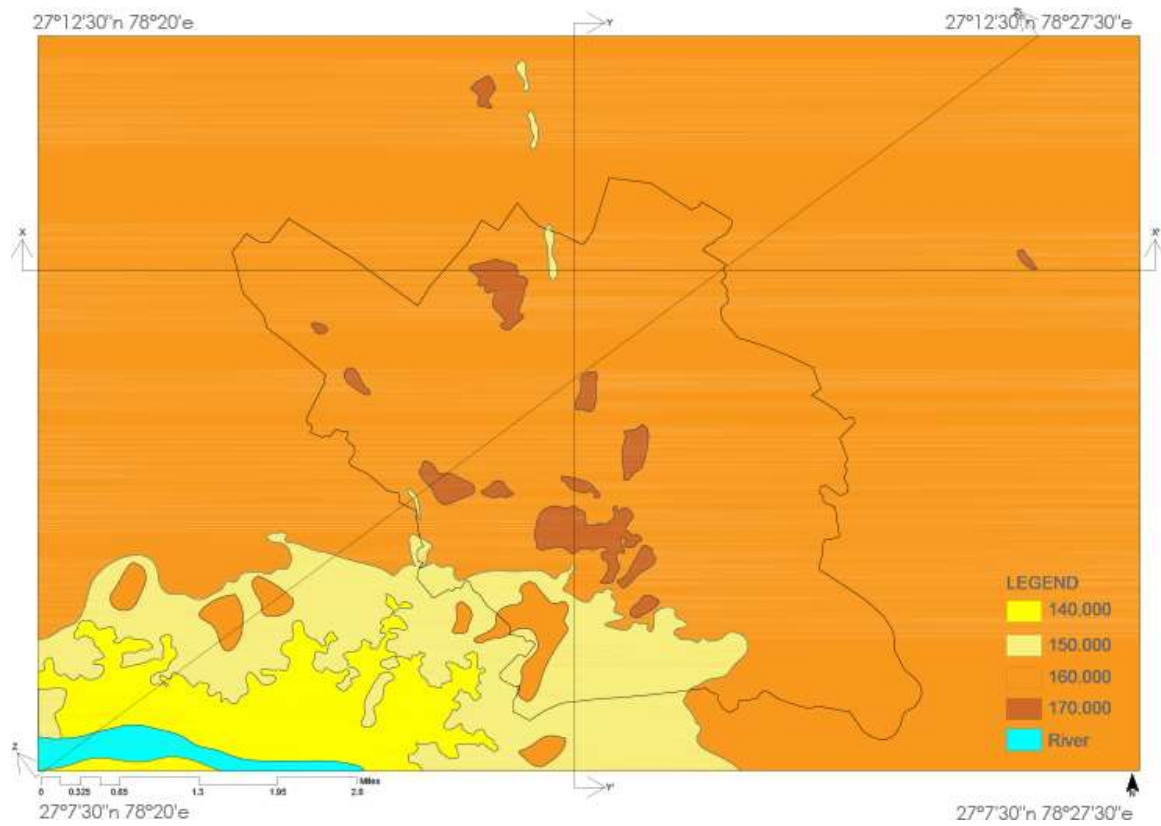 27°12'30"n 78°20'e
Y
27°12'30"n 78°27'30"e
X
X'
LEGEND
140.000
150.000
160.000
170.000
River
Z
Miles
0 0.325 0.65 1.3 1.95 2.6
Y'
N
27°7'30"n 78°20'e
27°7'30"n 78°27'30"e